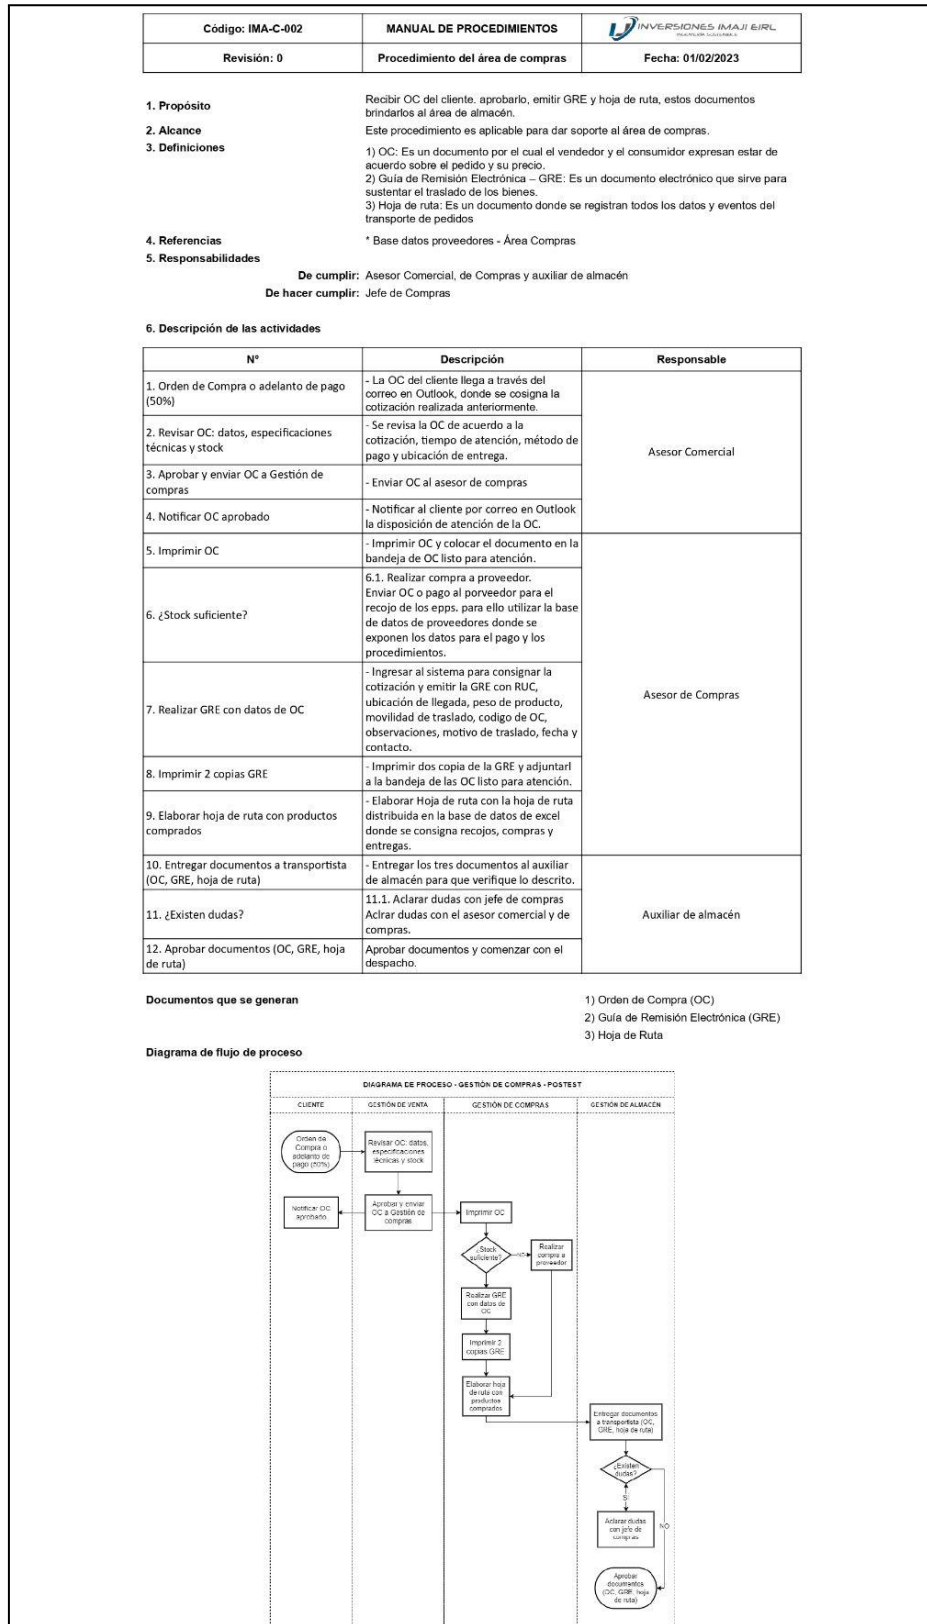 Código: IMA-C-002
MANUAL DE PROCEDIMIENTOS
INVERSIONES IMAJI EIRL
Revisión: 0
Procedimiento del área de compras
Fecha: 01/02/2023
1. Propósito
Recibir OC del cliente. aprobarlo, emitir GRE y hoja de ruta, estos documentos
brindarlos al área de almacén.
2. Alcance
Este procedimiento es aplicable para dar soporte al área de compras.
3. Definiciones
1) OC: Es un documento por el cual el vendedor y el consumidor expresan estar de
acuerdo sobre el pedido y su precio.
2) Guía de Remisión Electrónica – GRE: Es un documento electrónico que sirve para
sustentar el traslado de los bienes.
3) Hoja de ruta: Es un documento donde se registran todos los datos y eventos del
transporte de pedidos
4. Referencias
* Base datos proveedores - Área Compras
5. Responsabilidades
De cumplir: Asesor Comercial, de Compras y auxiliar de almacén
De hacer cumplir: Jefe de Compras
6. Descripción de las actividades
N°
Descripción
Responsable
1. Orden de Compra o adelanto de pago
(50%)
- La OC del cliente llega a través del
correo en Outlook, donde se cosigna la
cotización realizada anteriormente.
2. Revisar OC: datos, especificaciones
técnicas y stock
- Se revisa la OC de acuerdo a la
cotización, tiempo de atención, método de
pago y ubicación de entrega.
Asesor Comercial
3. Aprobar y enviar OC a Gestión de
compras
- Enviar OC al asesor de compras
4. Notificar OC aprobado
- Notificar al cliente por correo en Outlook
la disposición de atención de la OC.
5. Imprimir OC
- Imprimir OC y colocar el documento en la
bandeja de OC listo para atención.
6. ¿Stock suficiente?
6.1. Realizar compra a proveedor.
Enviar OC o pago al porveedor para el
recojo de los epps. para ello utilizar la base
de datos de proveedores donde se
exponen los datos para el pago y los
procedimientos.
7. Realizar GRE con datos de OC
- Ingresar al sistema para consignar la
cotización y emitir la GRE con RUC,
ubicación de llegada, peso de producto,
movilidad de traslado, codigo de OC,
observaciones, motivo de traslado, fecha y
contacto.
Asesor de Compras
8. Imprimir 2 copias GRE
- Imprimir dos copia de la GRE y adjuntarl
a la bandeja de las OC listo para atención.
9. Elaborar hoja de ruta con productos
comprados
- Elaborar Hoja de ruta con la hoja de ruta
distribuida en la base de datos de excel
donde se consigna recojos, compras y
entregas.
10. Entregar documentos a transportista
(OC, GRE, hoja de ruta)
- Entregar los tres documentos al auxiliar
de almacén para que verifique lo descrito.
11. ¿Existen dudas?
11.1. Aclarar dudas con jefe de compras
Aclrar dudas con el asesor comercial y de
compras.
Auxiliar de almacén
12. Aprobar documentos (OC, GRE, hoja
de ruta)
Aprobar documentos y comenzar con el
despacho.
Documentos que se generan
1) Orden de Compra (OC)
2) Guía de Remisión Electrónica (GRE)
3) Hoja de Ruta
Diagrama de flujo de proceso
DIAGRAMA DE PROCESO - GESTIÓN DE COMPRAS - POSTEST
CLIENTE
GESTIÓN DE VENTA
GESTIÓN DE COMPRAS
GESTIÓN DE ALMACÉN
Orden de
Compra o
adelanto de
pago (50%)
Revisar OC: datos,
especificaciones
técnicas y stock
Notificar OC
aprobado
Aprobar y enviar
OC a Gestión de
compras
Imprimir OC
¿Stock
suficiente?
NO
Realizar
compra a
proveedor
Realizar GRE
con datos de
OC
Imprimir 2
copias GRE
Elaborar hoja
de ruta con
productos
comprados
Entregar documentos
a transportista (OC,
GRE, hoja de ruta)
¿Existen
dudas?
SI
Aclarar dudas
con jefe de
compras
NO
Aprobar
documentos
(OC, GRE, hoja
de ruta)